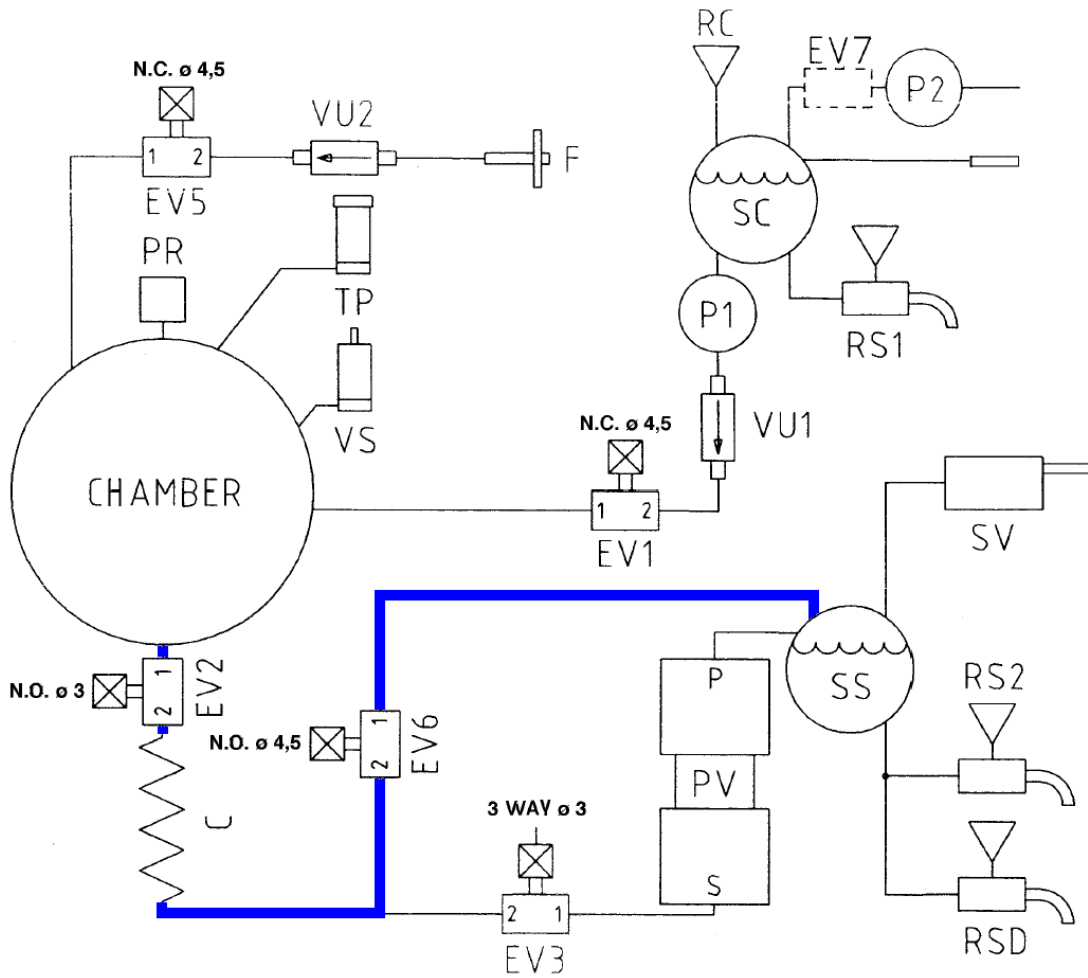 N.C. ø 4,5
1 2
EV5
VU2
F
PR
TP
VS
CHAMBER
RC
EV7
P2
SC
P1
RS1
VU1
N.C. ø 4,5
1 2
EV1
SV
SS
RS2
RSD
N.O. ø 3
1
2
EV2
C
N.O. ø 4,5
1
2
EV6
P
PV
S
3 WAY ø 3
2 1
EV3